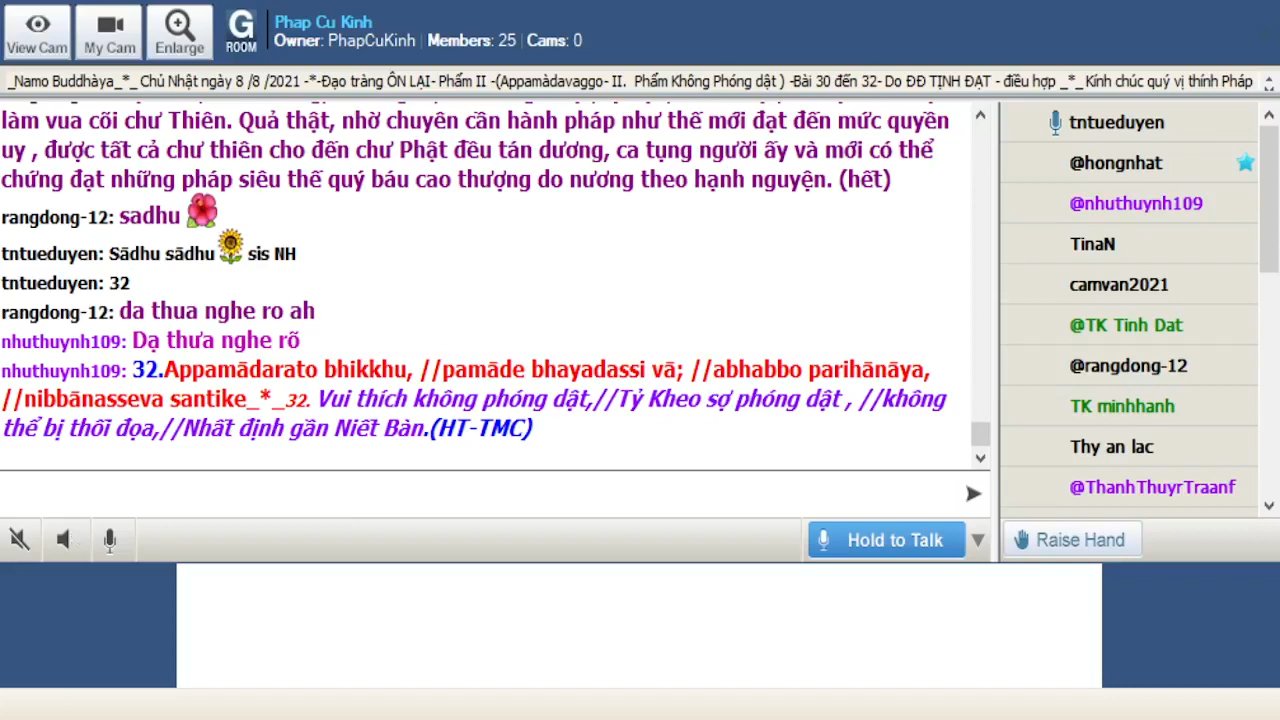 View Cam
My Cam
Enlarge
G
ROOM
Phap Cu Kinh
Owner: PhapCuKinh | Members: 25 | Cams: 0
_Namo Buddhàya_*_ Chủ Nhật ngày 8 /8 /2021 -*-Đạo tràng ÔN LẠI- Phẩm II -(Appamàdavaggo- II. Phẩm Không Phóng dật ) -Bài 30 đến 32- Do ĐĐ TỊNH ĐẠT - điều hợp _*_Kính chúc quý vị thính Pháp
làm vua cõi chư Thiên. Quả thật, nhờ chuyên cần hành pháp như thế mới đạt đến mức quyền
uy , được tất cả chư thiên cho đến chư Phật đều tán dương, ca tụng người ấy và mới có thể
chứng đạt những pháp siêu thế quý báu cao thượng do nương theo hạnh nguyện. (hết)
rangdong-12: sadhu
tntueduyen: Sādhu sādhu sis NH
tntueduyen: 32
rangdong-12: da thua nghe ro ah
nhuthuynh109: Dạ thưa nghe rõ
nhuthuynh109: 32.Appamādarato bhikkhu, //pamāde bhayadassi vā; //abhabbo parihānāya,
//nibbānasseva santike_*_32. Vui thích không phóng dật,//Tỷ Kheo sợ phóng dật , //không
thể bị thối đọa,//Nhất định gần Niết Bàn.(HT-TMC)
tntueduyen
@hongnhat
@nhuthuynh109
TinaN
camvan2021
@TK Tinh Dat
@rangdong-12
TK minhhanh
Thy an lac
@ThanhThuyrTraanf
Hold to Talk
Raise Hand